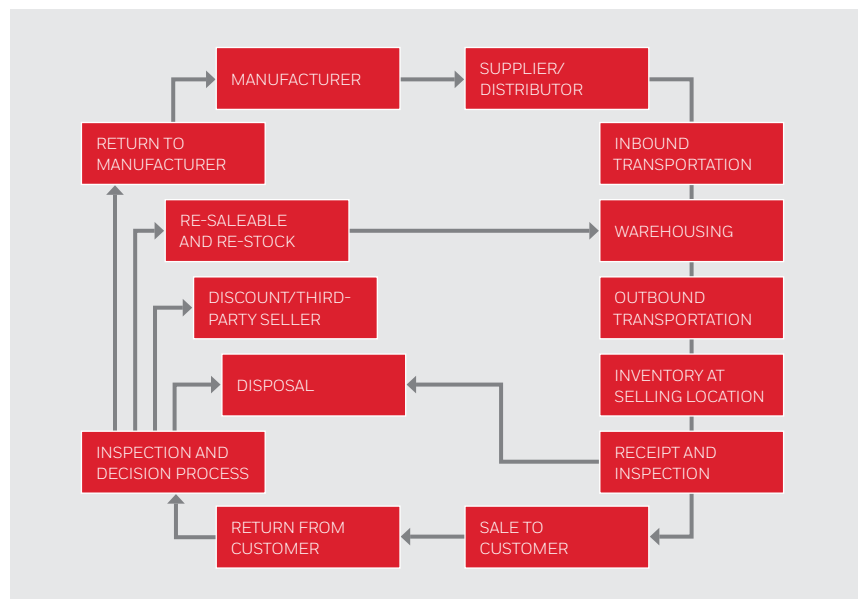 MANUFACTURER
SUPPLIER/
DISTRIBUTOR
RETURN TO
MANUFACTURER
INBOUND
TRANSPORTATION
RE-SALEABLE
AND RE-STOCK
WAREHOUSING
DISCOUNT/THIRD-
PARTY SELLER
OUTBOUND
TRANSPORTATION
DISPOSAL
INVENTORY AT
SELLING LOCATION
INSPECTION AND
DECISION PROCESS
RECEIPT AND
INSPECTION
RETURN FROM
CUSTOMER
SALE TO
CUSTOMER